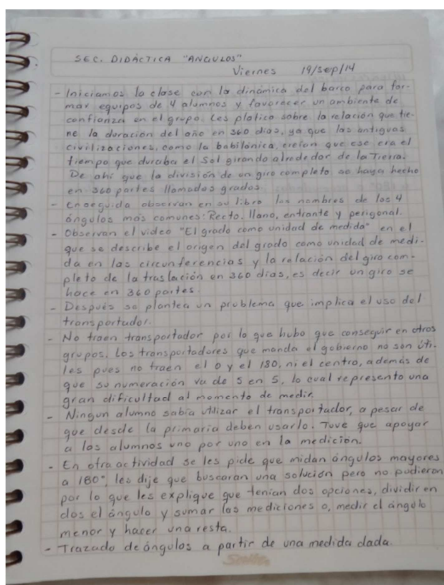 SEC. DIDÁCTICA "ANGULOS"
Viernes 19/sep/14
- Iniciamos la clase con la dinámica del barco para for-
mar equipos de 4 alumnos y favorecer un ambiente de
confianza en el grupo. Les platico sobre la relación que tie-
ne la duración del año en 360 días, ya que las antiguas
civilizaciones, como la babilónica, creían que ese era el
tiempo que duraba el Sol girando alrededor de la Tierra.
De ahí que la división de un giro completo se haya hecho
en 360 partes llamadas grados.
- Enseguida observan en su libro los nombres de los 4
ángulos más comunes: Recto, llano, entrante y perigonal.
- Observan el video "El grado como unidad de medida" en el
que se describe el origen del grado como unidad de medi-
da en las circunferencias y la relación del giro com-
pleto de la traslación en 360 días, es decir un giro se
hace en 360 partes.
- Después se plantea un problema que implica el uso del
transportador.
- No traen transportador por lo que hubo que conseguir en otros
grupos. Los transportadores que manda el gobierno no son úti-
les pues no traen el 0 y el 180, ni el centro, además de
que su numeración va de 5 en 5, lo cual represento una
gran dificultad al momento de medir.
- Ningun alumno sabía utilizar el transportador, a pesar de
que desde la primaria deben usarlo. Tuve que apoyar
a los alumnos uno por uno en la medición.
- En otra actividad se les pide que midan ángulos mayores
a 180°, les dije que buscaran una solución pero no pudieron
por lo que les explique que tenían dos opciones, dividir en
dos el ángulo y sumar las mediciones o, medir el ángulo
menor y hacer una resta.
- Trazado de ángulos a partir de una medida dada.